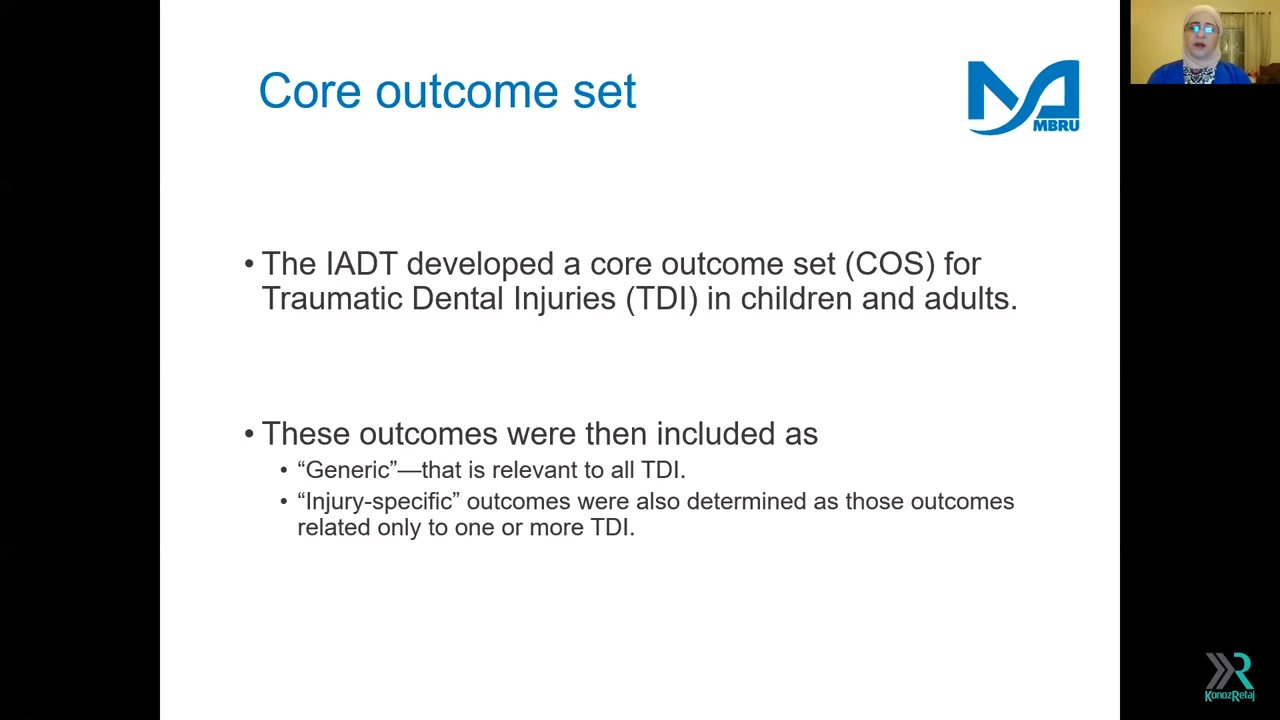 Core outcome set
MBRU
• The IADT developed a core outcome set (COS) for
Traumatic Dental Injuries (TDI) in children and adults.
• These outcomes were then included as
• “Generic”—that is relevant to all TDI.
• “Injury-specific” outcomes were also determined as those outcomes
related only to one or more TDI.
KonozRetaj